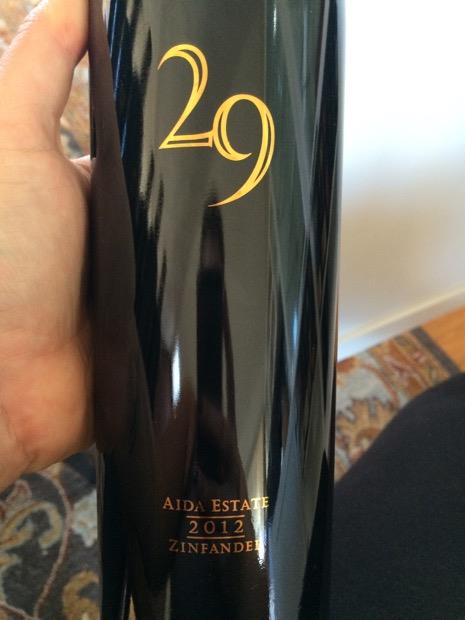 29
AIDA ESTATE
2012
ZINFANDEL